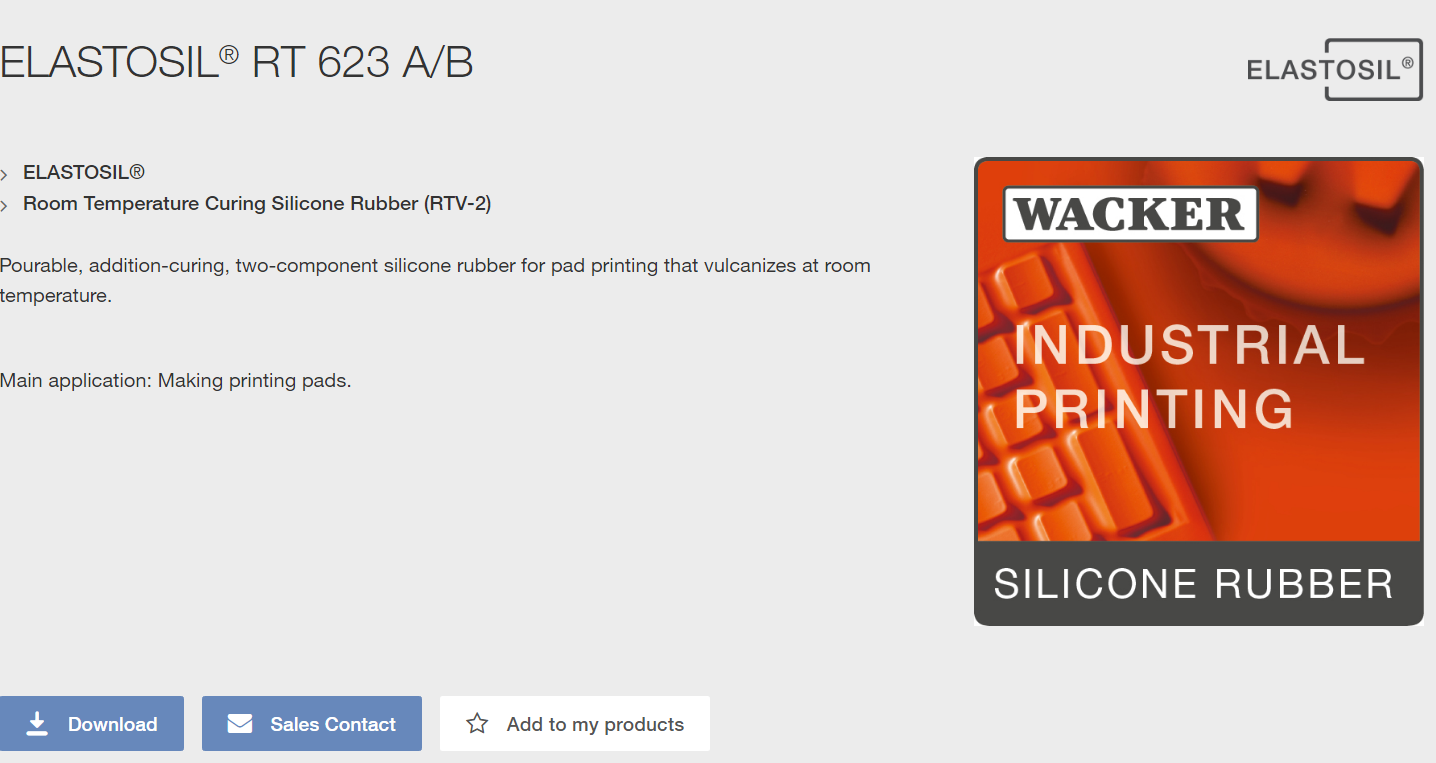 ELASTOSIL® RT 623 A/B
ELASTOSIL®
ELASTOSIL®
Room Temperature Curing Silicone Rubber (RTV-2)
Pourable, addition-curing, two-component silicone rubber for pad printing that vulcanizes at room
temperature.
Main application: Making printing pads.
WACKER
INDUSTRIAL
PRINTING
SILICONE RUBBER
Download
Sales Contact
Add to my products